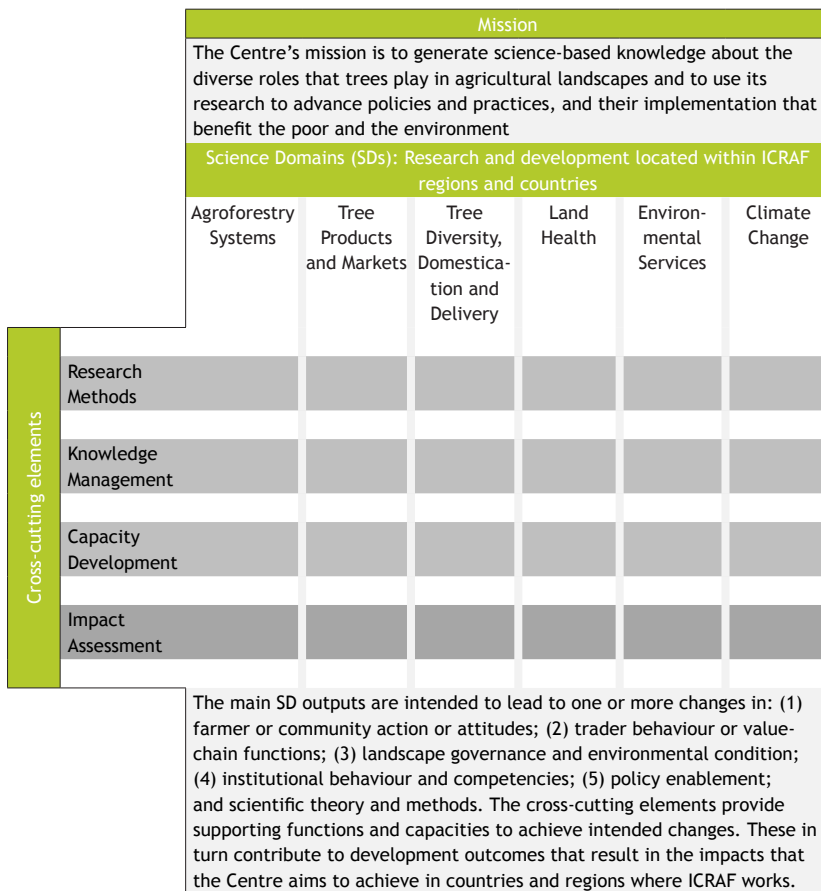 Mission
The Centre’s mission is to generate science-based knowledge about the
diverse roles that trees play in agricultural landscapes and to use its
research to advance policies and practices, and their implementation that
benefit the poor and the environment
Science Domains (SDs): Research and development located within ICRAF
regions and countries
Agroforestry
Systems
Tree
Products
and Markets
Tree
Diversity,
Domestica-
tion and
Delivery
Land
Health
Environ-
mental
Services
Climate
Change
Cross-cutting elements
Research
Methods
Knowledge
Management
Capacity
Development
Impact
Assessment
The main SD outputs are intended to lead to one or more changes in: (1)
farmer or community action or attitudes; (2) trader behaviour or value-
chain functions; (3) landscape governance and environmental condition;
(4) institutional behaviour and competencies; (5) policy enablement;
and scientific theory and methods. The cross-cutting elements provide
supporting functions and capacities to achieve intended changes. These in
turn contribute to development outcomes that result in the impacts that
the Centre aims to achieve in countries and regions where ICRAF works.